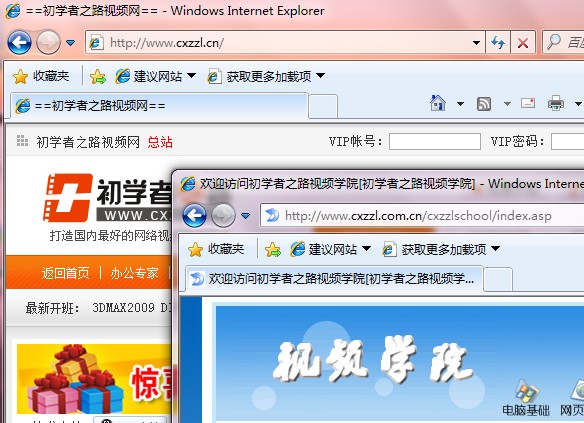 ==初学者之路视频网== - Windows Internet Explorer
http://www.cxzzl.cn/
收藏夹 建议网站 获取更多加载项
==初学者之路视频网==
初学者之路视频网 总站 VIP帐号： VIP密码：
初学者
WWW.CX
打造国内最好的网络视频
返回首页 | 办公专家 |
最新开班： 3DMAX2009
惊喜
欢迎访问初学者之路视频学院[初学者之路视频学院] - Windows Interne
http://www.cxzzl.com.cn/cxzzlschool/index.asp
收藏夹 建议网站 获取更多加载项
欢迎访问初学者之路视频学院[初学者之路视频学...
视频学院
电脑基础 网页